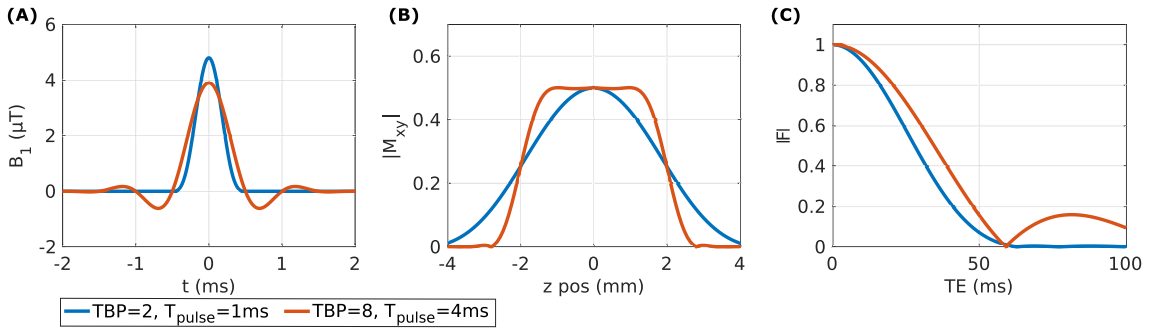 (A)
B1 (μT)
6
4
2
0
-2
-2
-1
0
1
2
t (ms)
(B)
|Mxy|
0.6
0.4
0.2
0
-4
-2
0
2
4
z pos (mm)
(C)
|F|
1
0.8
0.6
0.4
0.2
0
0
50
100
TE (ms)
TBP=2, Tpulse=1ms
TBP=8, Tpulse=4ms